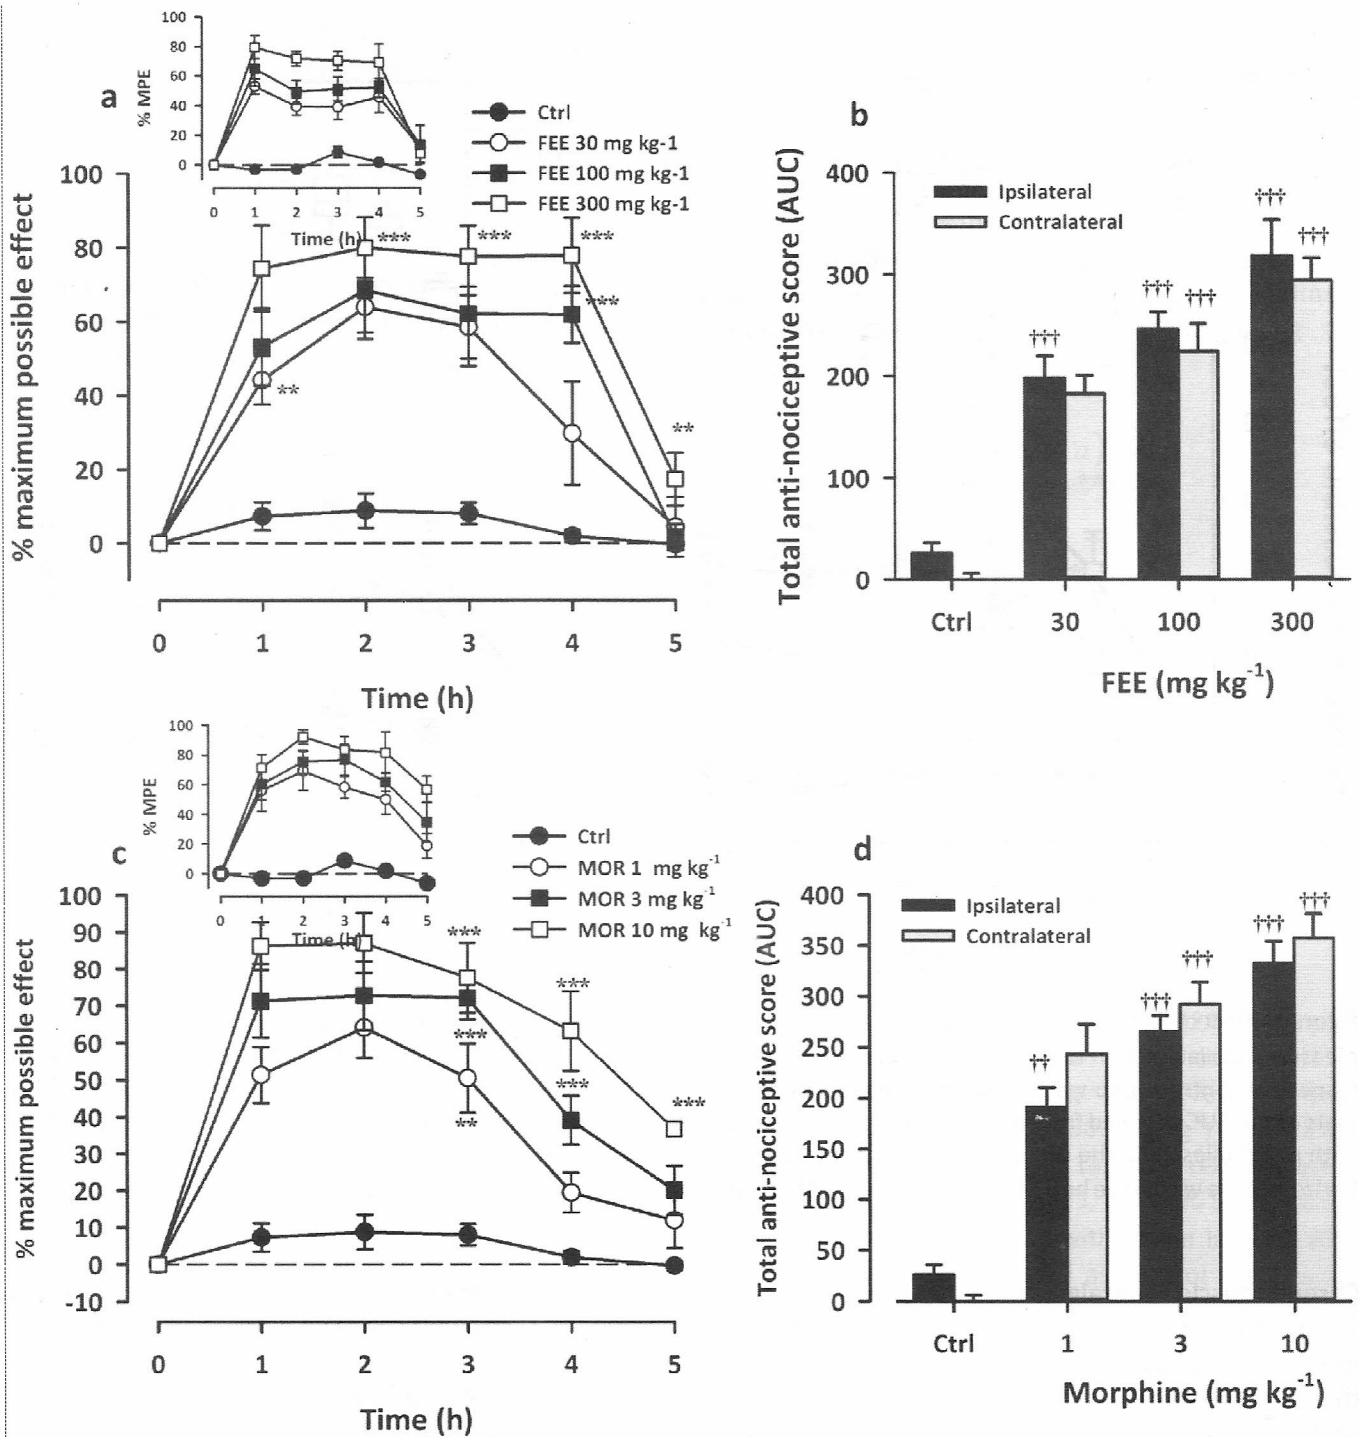 a
% MPE
100
80
60
40
20
0
0 1 2 3 4 5
Time (h)
Ctrl
FEE 30 mg kg-1
FEE 100 mg kg-1
FEE 300 mg kg-1
% maximum possible effect
100
80
60
40
20
0
***
***
***
***
**
**
0 1 2 3 4 5
Time (h)
b
Total anti-nociceptive score (AUC)
400
300
200
100
0
Ipsilateral
Contralateral
†††
†††
†††
†††
†††
Ctrl 30 100 300
FEE (mg kg-1)
c
% MPE
100
80
60
40
20
0
0 1 2 3 4 5
Time (h)
Ctrl
MOR 1 mg kg-1
MOR 3 mg kg-1
MOR 10 mg kg-1
% maximum possible effect
100
90
80
70
60
50
40
30
20
10
0
-10
***
***
***
***
***
**
0 1 2 3 4 5
Time (h)
d
Total anti-nociceptive score (AUC)
400
350
300
250
200
150
100
50
0
Ipsilateral
Contralateral
††
†††
†††
†††
†††
Ctrl 1 3 10
Morphine (mg kg-1)